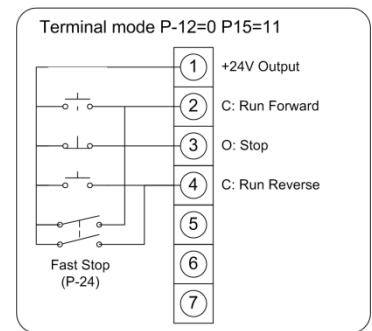 Terminal mode P-12=0 P15=11
1 +24V Output
2 C: Run Forward
3 O: Stop
4 C: Run Reverse
5
6
7
Fast Stop
(P-24)